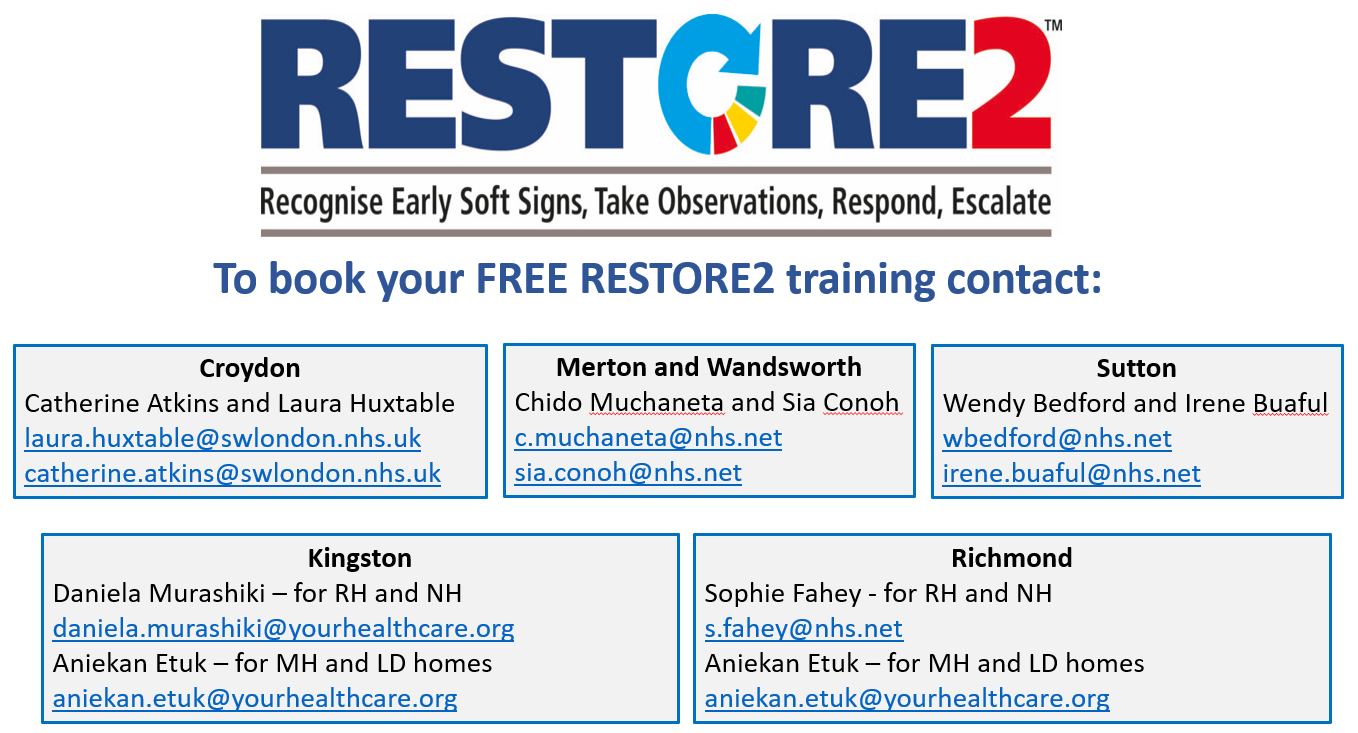 RESTORE2™
Recognise Early Soft Signs, Take Observations, Respond, Escalate
To book your FREE RESTORE2 training contact:
Croydon
Catherine Atkins and Laura Huxtable
laura.huxtable@swlondon.nhs.uk
catherine.atkins@swlondon.nhs.uk
Merton and Wandsworth
Chido Muchaneta and Sia Conoh
c.muchaneta@nhs.net
sia.conoh@nhs.net
Sutton
Wendy Bedford and Irene Buaful
wbedford@nhs.net
irene.buaful@nhs.net
Kingston
Daniela Murashiki – for RH and NH
daniela.murashiki@yourhealthcare.org
Aniekan Etuk – for MH and LD homes
aniekan.etuk@yourhealthcare.org
Richmond
Sophie Fahey - for RH and NH
s.fahey@nhs.net
Aniekan Etuk – for MH and LD homes
aniekan.etuk@yourhealthcare.org